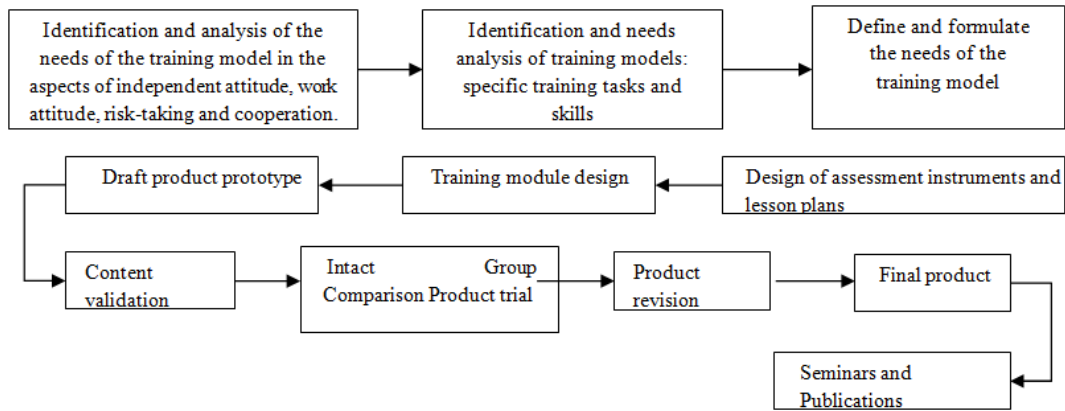 Identification and analysis of the
needs of the training model in the
aspects of independent attitude, work
attitude, risk-taking and cooperation.
Identification and needs
analysis of training models:
specific training tasks and
skills
Define and formulate
the needs of the
training model
Draft product prototype
Training module design
Design of assessment instruments and
lesson plans
Content
validation
Intact Group
Comparison Product trial
Product
revision
Final product
Seminars and
Publications